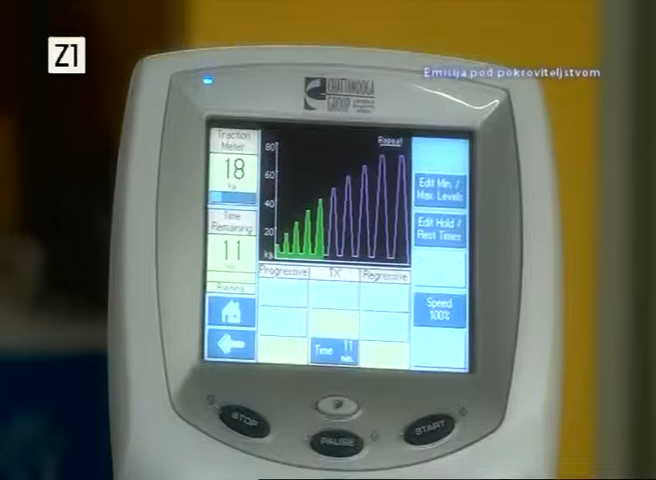 Z1
Emisija pod pokroviteljstvom
CHATTANOOGA
GROUP
Traction
Meter
18
kg
Time
Remaining
11
min.
Running
80
60
40
20
kg
Repeat
Edit Min. /
Max. Levels
Edit Hold /
Rest Times
Speed
100%
Progressive
TX
Regressive
Time 11
min.
STOP
PAUSE
START